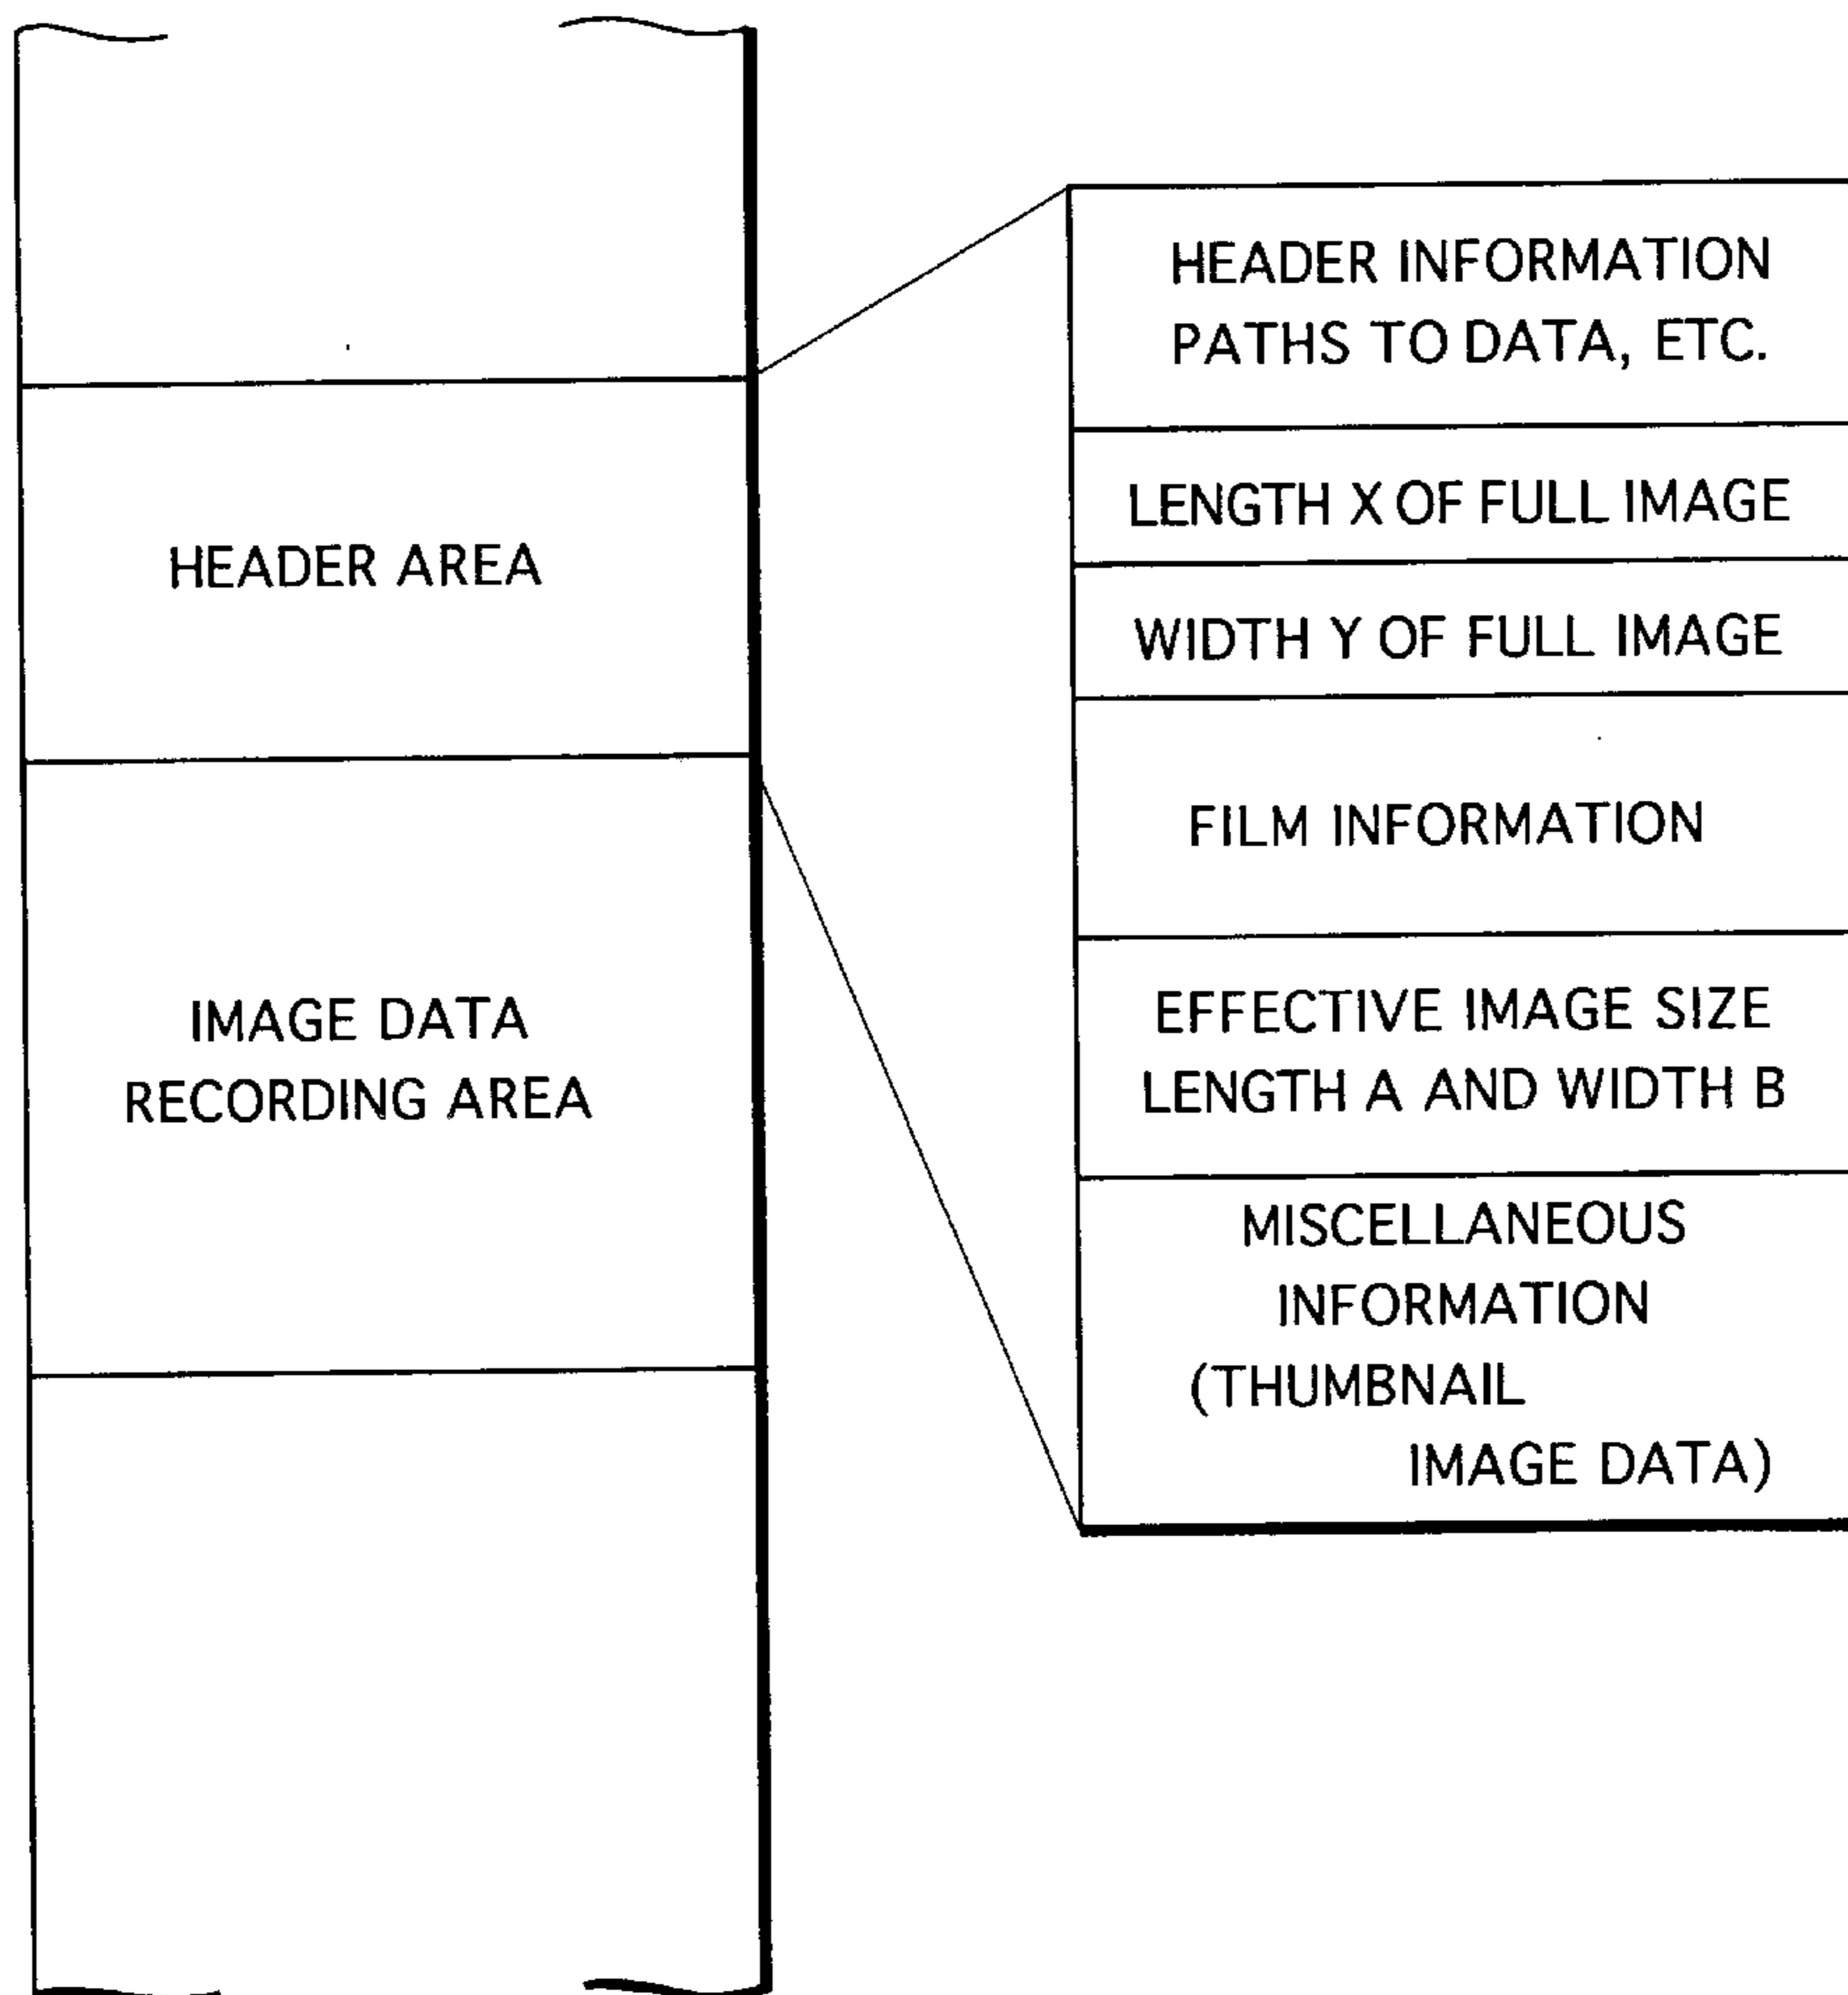 HEADER AREA
IMAGE DATA
RECORDING AREA
HEADER INFORMATION
PATHS TO DATA, ETC.
LENGTH X OF FULL IMAGE
WIDTH Y OF FULL IMAGE
FILM INFORMATION
EFFECTIVE IMAGE SIZE
LENGTH A AND WIDTH B
MISCELLANEOUS
INFORMATION
(THUMBNAIL
IMAGE DATA)